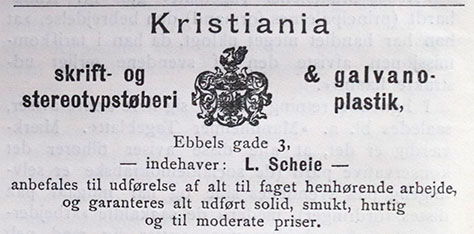 Kristiania
skrift- og & galvano-
stereotypstøberi plastik,
Ebbels gade 3,
— indehaver: L. Scheie —
anbefales til udførelse af alt til faget henhørende arbejde,
og garanteres alt udført solid, smukt, hurtig
og til moderate priser.